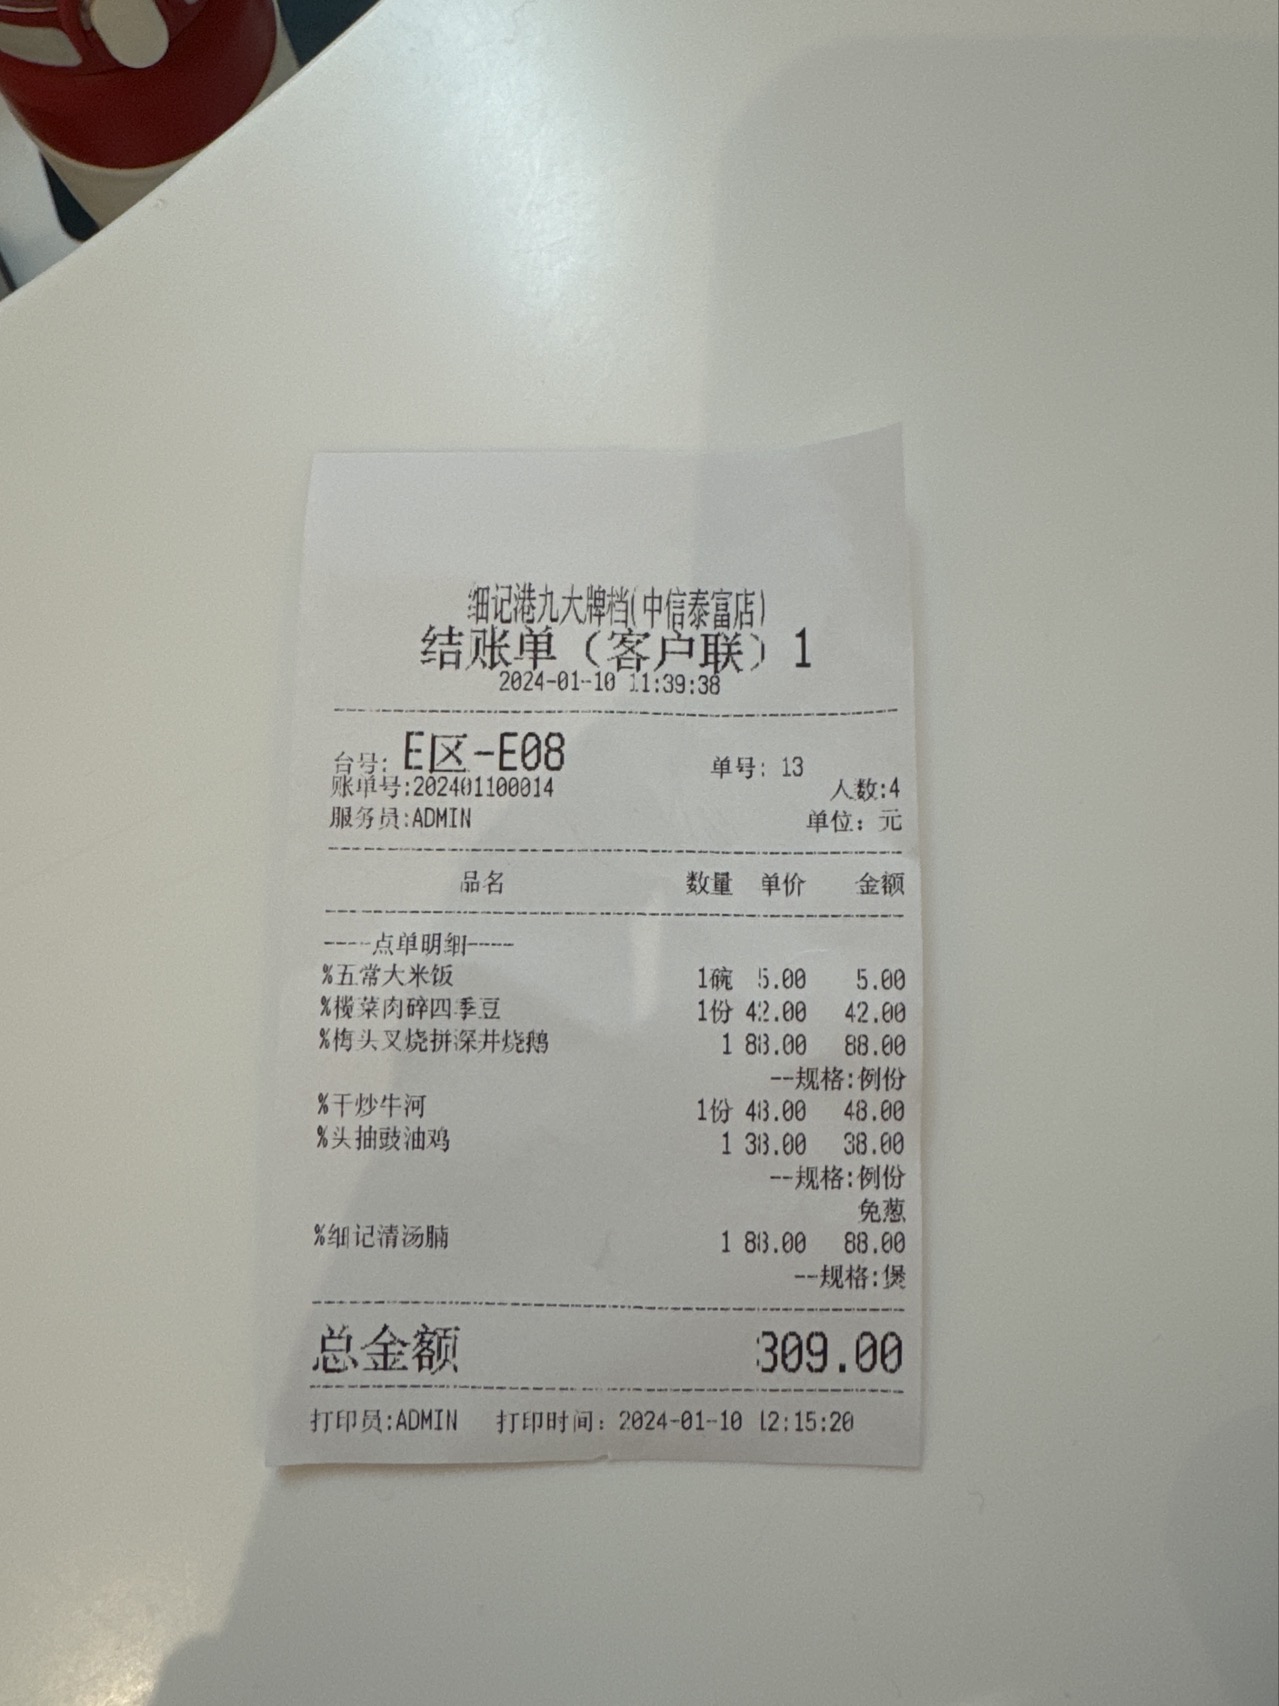 细记港九大牌档(中信泰富店)
结账单（客户联）1
2024-01-10 11:39:38
台号: E区-E08 单号: 13
账单号:202401100014 人数:4
服务员:ADMIN 单位：元
品名 数量 单价 金额
-----点单明细-----
%五常大米饭 1碗 5.00 5.00
%榄菜肉碎四季豆 1份 42.00 42.00
%梅头叉烧拼深井烧鹅 1 88.00 88.00
--规格:例份
%干炒牛河 1份 48.00 48.00
%头抽豉油鸡 1 38.00 38.00
--规格:例份
免葱
%细记清汤腩 1 88.00 88.00
--规格:煲
总金额 309.00
打印员:ADMIN 打印时间：2024-01-10 12:15:20